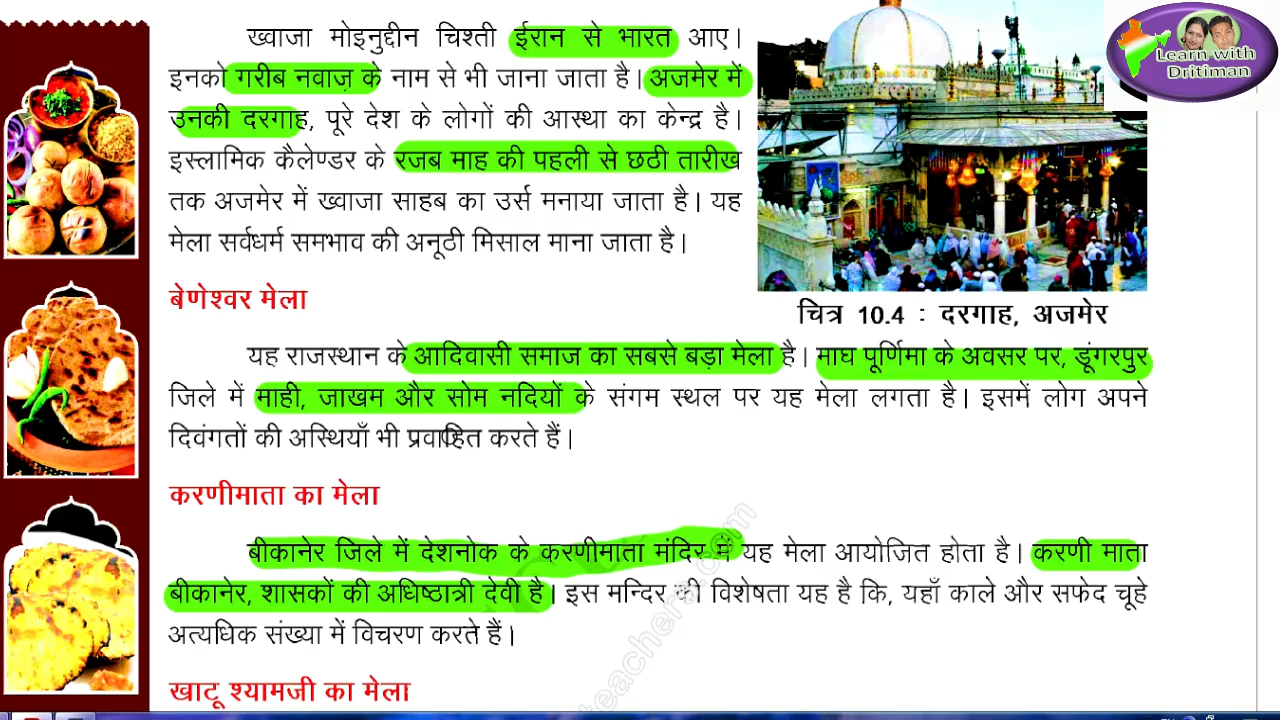 ख्वाजा मोइनुद्दीन चिश्ती ईरान से भारत आए।
इनको गरीब नवाज़ के नाम से भी जाना जाता है। अजमेर में
उनकी दरगाह, पूरे देश के लोगों की आस्था का केन्द्र है।
इस्लामिक कैलेण्डर के रजब माह की पहली से छठी तारीख
तक अजमेर में ख्वाजा साहब का उर्स मनाया जाता है। यह
मेला सर्वधर्म समभाव की अनूठी मिसाल माना जाता है।
Learn with
Dritiman
चित्र 10.4 : दरगाह, अजमेर
बेणेश्वर मेला
यह राजस्थान के आदिवासी समाज का सबसे बड़ा मेला है। माघ पूर्णिमा के अवसर पर, डूंगरपुर
जिले में माही, जाखम और सोम नदियों के संगम स्थल पर यह मेला लगता है। इसमें लोग अपने
दिवंगतों की अस्थियाँ भी प्रवाहित करते हैं।
करणीमाता का मेला
बीकानेर जिले में देशनोक के करणीमाता मंदिर में यह मेला आयोजित होता है। करणी माता
बीकानेर, शासकों की अधिष्ठात्री देवी है। इस मन्दिर की विशेषता यह है कि, यहाँ काले और सफेद चूहे
अत्यधिक संख्या में विचरण करते हैं।
teachers.com
खाटू श्यामजी का मेला